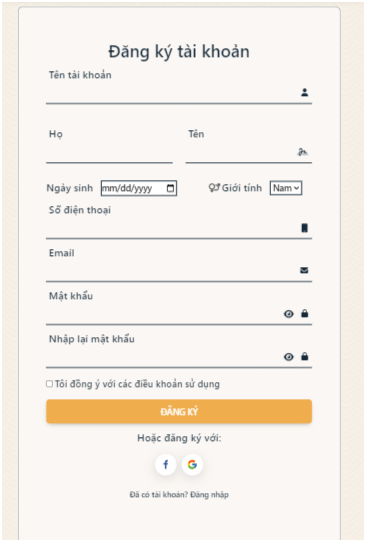 Đăng ký tài khoản
Tên tài khoản
Họ Tên
Ngày sinh mm/dd/yyyy Giới tính Nam
Số điện thoại
Email
Mật khẩu
Nhập lại mật khẩu
Tôi đồng ý với các điều khoản sử dụng
ĐĂNG KÝ
Hoặc đăng ký với:
f G
Đã có tài khoản? Đăng nhập